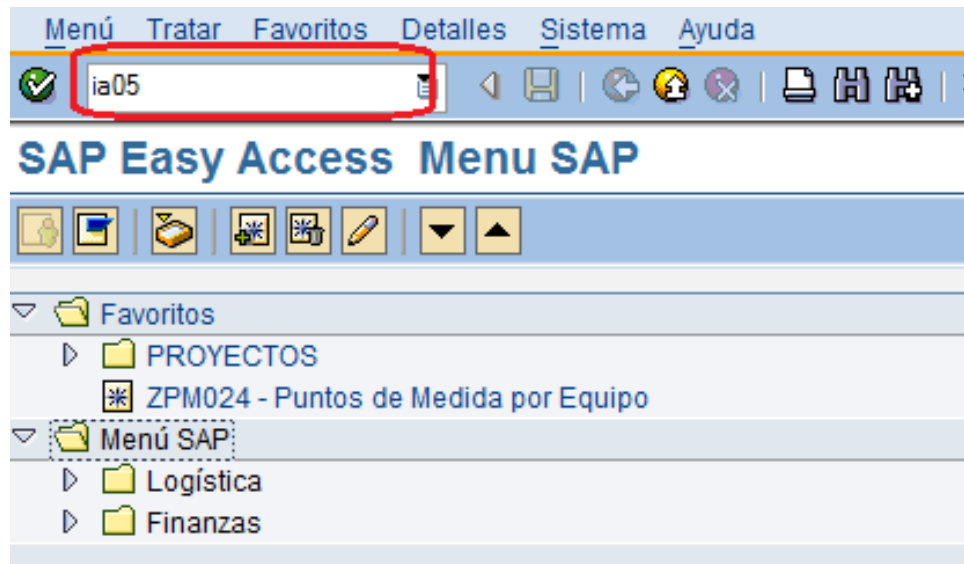 Menú Tratar Favoritos Detalles Sistema Ayuda
ia05
SAP Easy Access Menu SAP
Favoritos
PROYECTOS
ZPM024 - Puntos de Medida por Equipo
Menú SAP
Logística
Finanzas